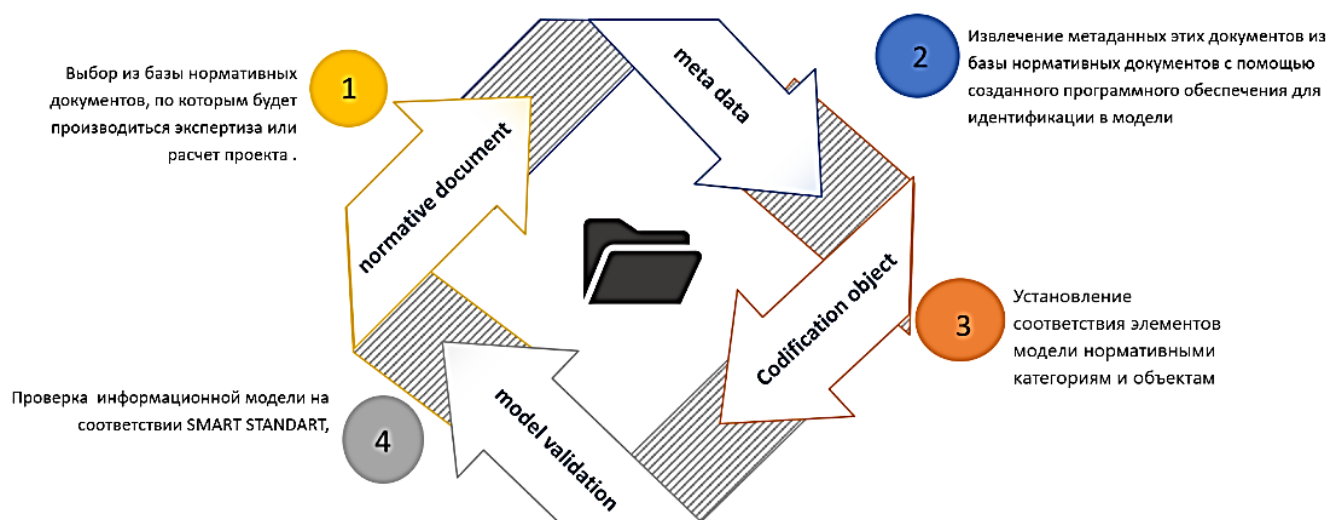 1
Выбор из базы нормативных
документов, по которым будет
производиться экспертиза или
расчет проекта .
normative document
meta data
2
Извлечение метаданных этих документов из
базы нормативных документов с помощью
созданного программного обеспечения для
идентификации в модели
Codification object
3
Установление
соответствия элементов
модели нормативными
категориям и объектам
model validation
4
Проверка информационной модели на
соответствии SMART STANDART,